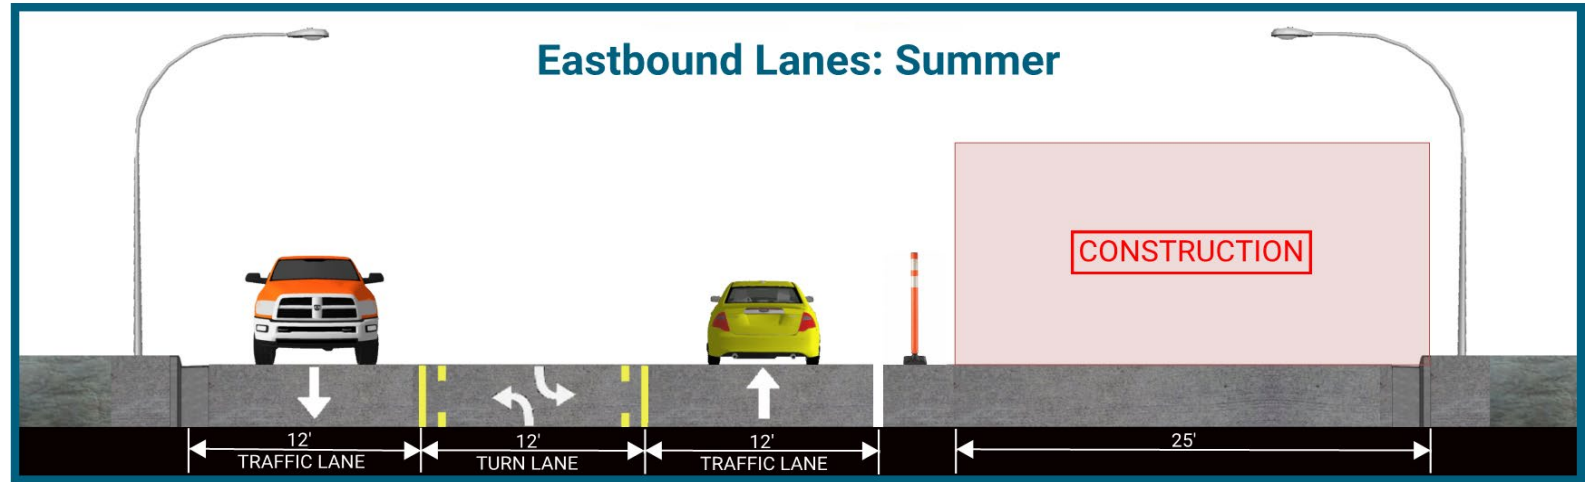 Eastbound Lanes: Summer
CONSTRUCTION
12'
TRAFFIC LANE
12'
TURN LANE
12'
TRAFFIC LANE
25'